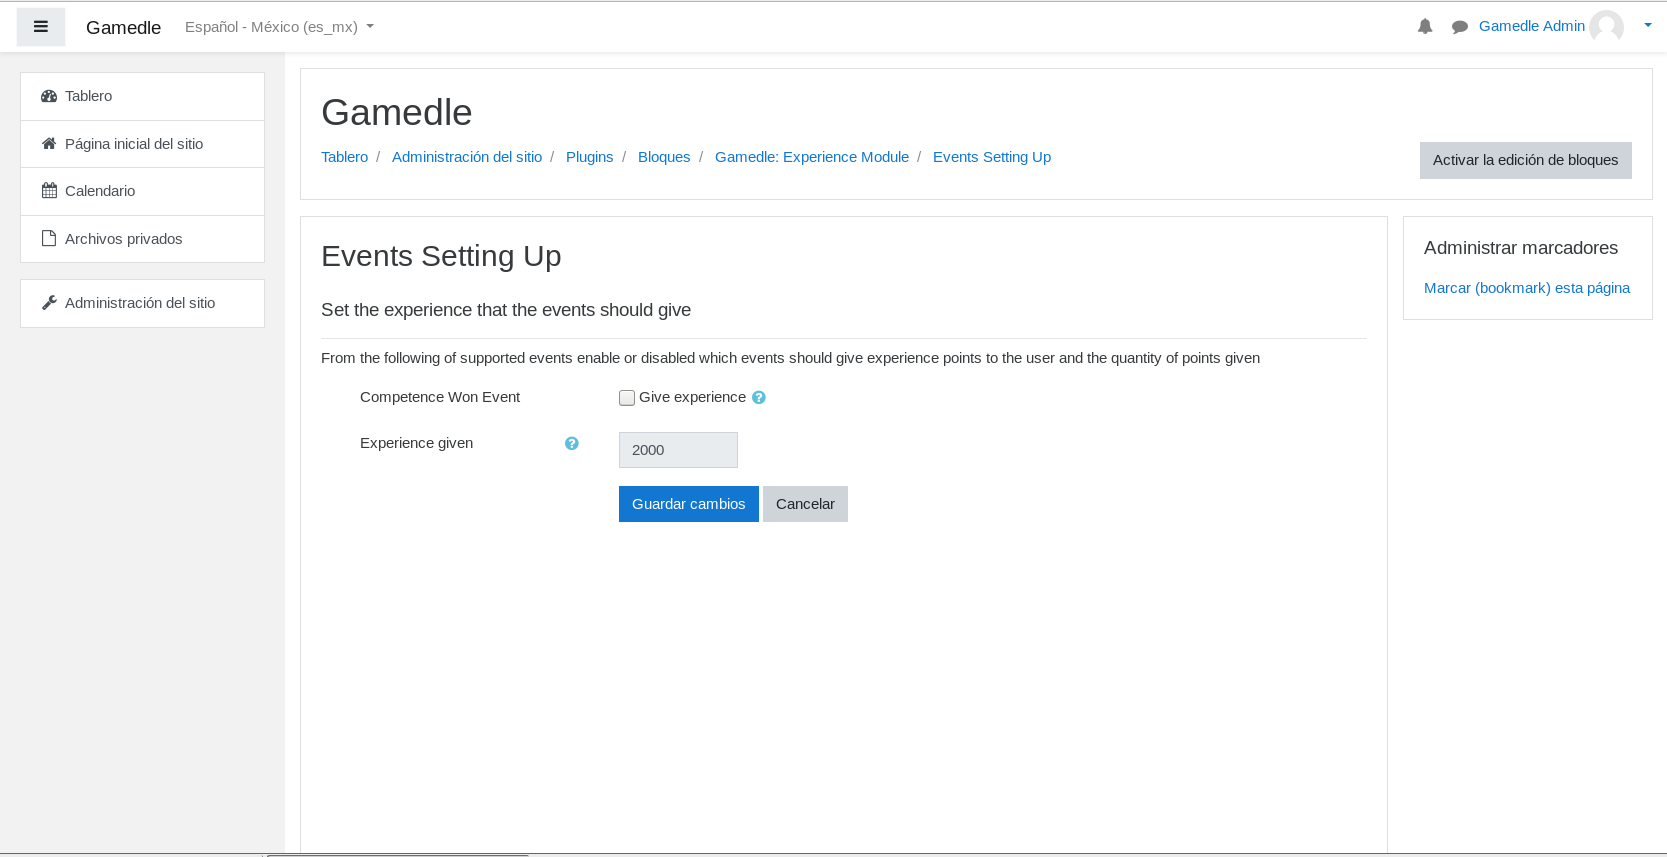 Gamedle Español - México (es_mx) Gamedle Admin
Tablero
Página inicial del sitio
Calendario
Archivos privados
Administración del sitio
Gamedle
Tablero / Administración del sitio / Plugins / Bloques / Gamedle: Experience Module / Events Setting Up
Activar la edición de bloques
Events Setting Up
Set the experience that the events should give
From the following of supported events enable or disabled which events should give experience points to the user and the quantity of points given
Competence Won Event Give experience
Experience given 2000
Guardar cambios Cancelar
Administrar marcadores
Marcar (bookmark) esta página